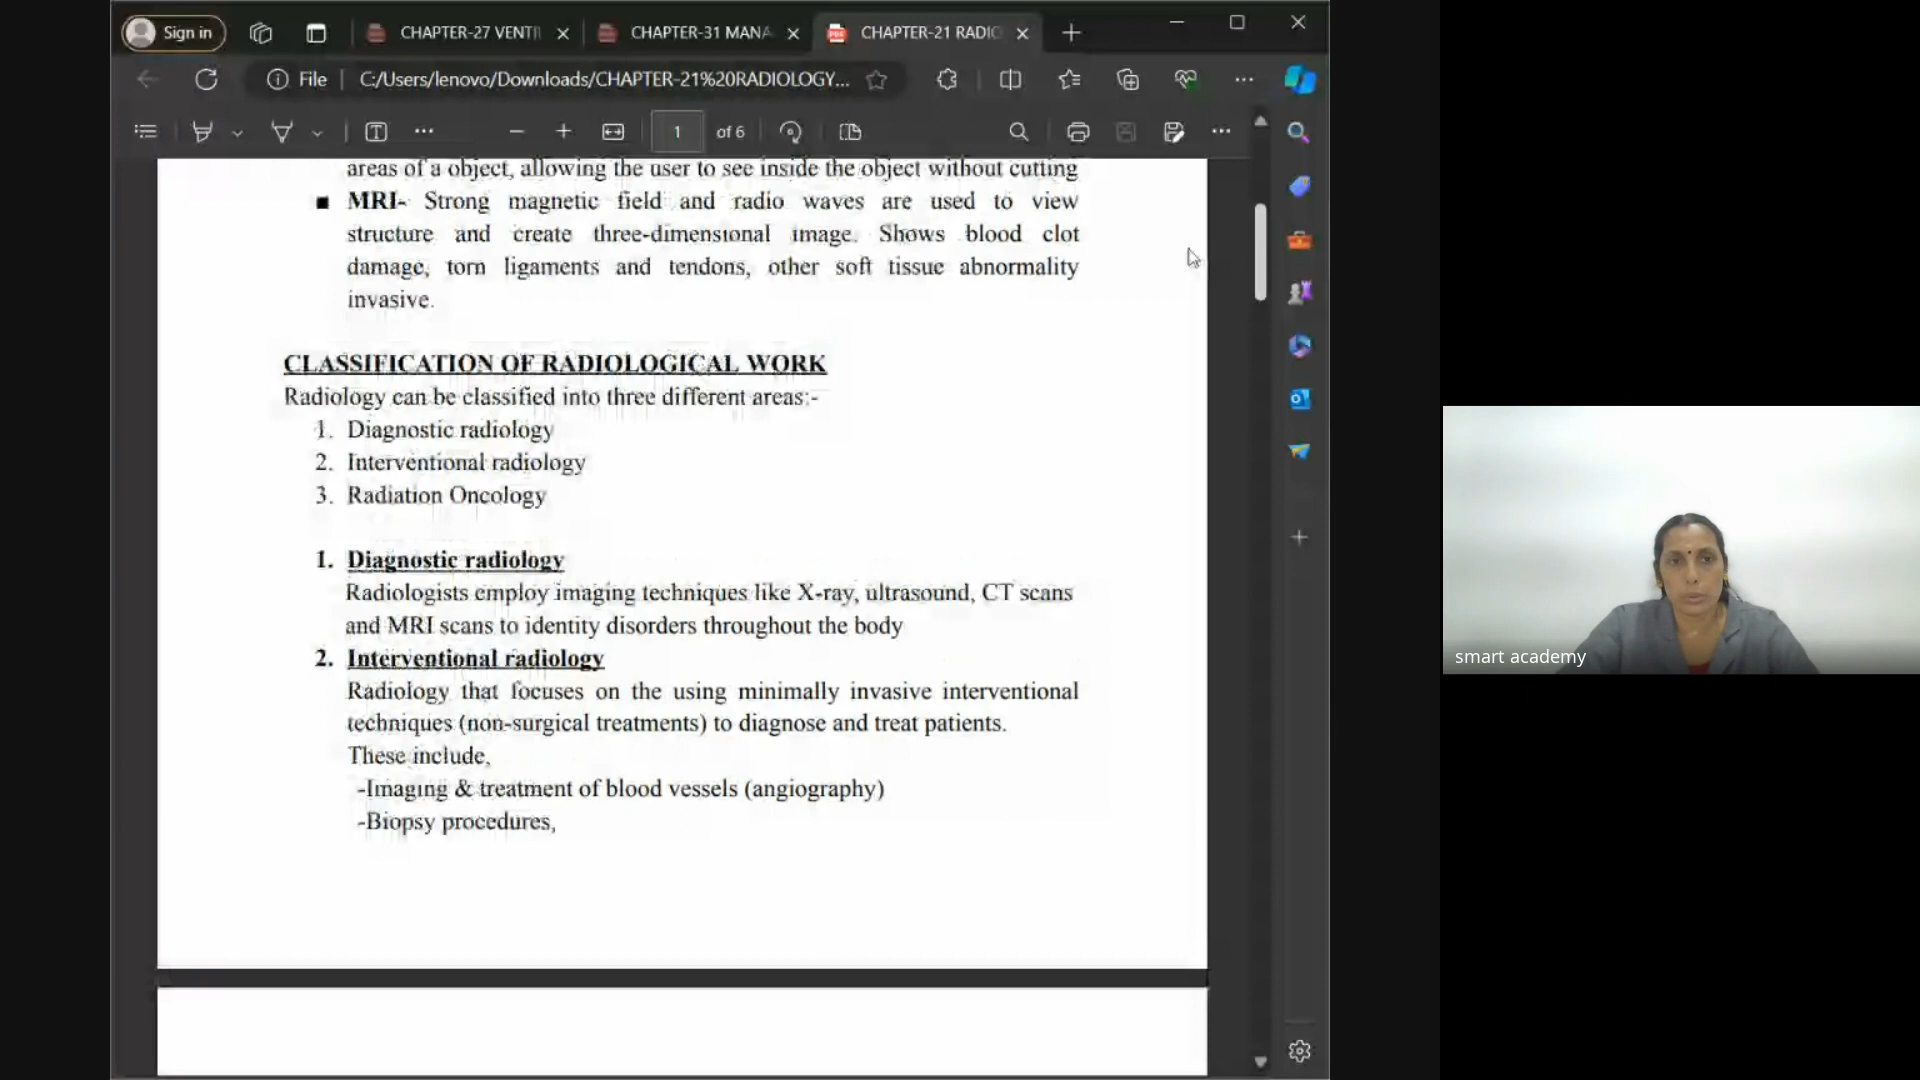 Sign in
CHAPTER-27 VENTI
CHAPTER-31 MANA
CHAPTER-21 RADIO
File
C:/Users/lenovo/Downloads/CHAPTER-21%20RADIOLOGY...
1 of 6
areas of a object, allowing the user to see inside the object without cutting
■ MRI- Strong magnetic field and radio waves are used to view
structure and create three-dimensional image. Shows blood clot
damage, torn ligaments and tendons, other soft tissue abnormality
invasive.
CLASSIFICATION OF RADIOLOGICAL WORK
Radiology can be classified into three different areas:-
1. Diagnostic radiology
2. Interventional radiology
3. Radiation Oncology
1. Diagnostic radiology
Radiologists employ imaging techniques like X-ray, ultrasound, CT scans
and MRI scans to identity disorders throughout the body
2. Interventional radiology
Radiology that focuses on the using minimally invasive interventional
techniques (non-surgical treatments) to diagnose and treat patients.
These include,
-Imaging & treatment of blood vessels (angiography)
-Biopsy procedures,
smart academy